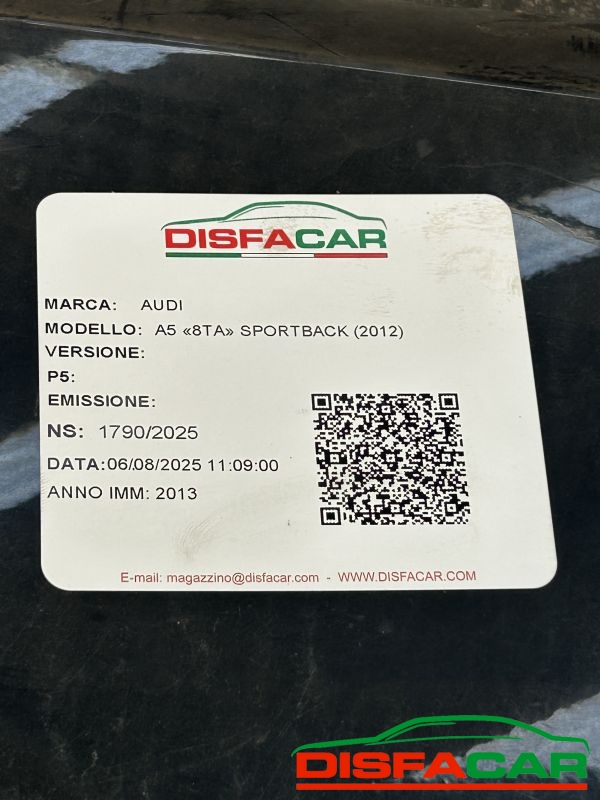 DISFACAR
MARCA: AUDI
MODELLO: A5 «8TA» SPORTBACK (2012)
VERSIONE:
P5:
EMISSIONE:
NS: 1790/2025
DATA:06/08/2025 11:09:00
ANNO IMM: 2013
E-mail: magazzino@disfacar.com - WWW.DISFACAR.COM
DISFACAR